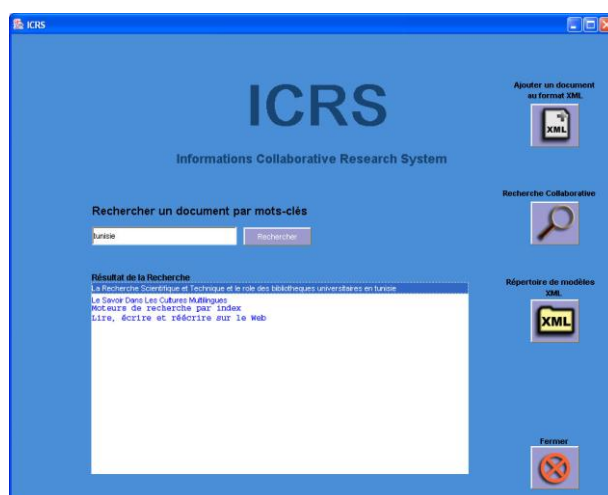 ICRS
ICRS
Informations Collaborative Research System
Rechercher un document par mots-clés
tunisie
Rechercher
Résultat de la Recherche
La Recherche Scientifique et Technique et le role des bibliotheques universitaires en tunisie
Le Savoir Dans Les Cultures Multilingues
Moteurs de recherche par index
Lire, écrire et réécrire sur le Web
Ajouter un document
au format XML
XML
Recherche Collaborative
Répertoire de modèles
XML
XML
Fermer